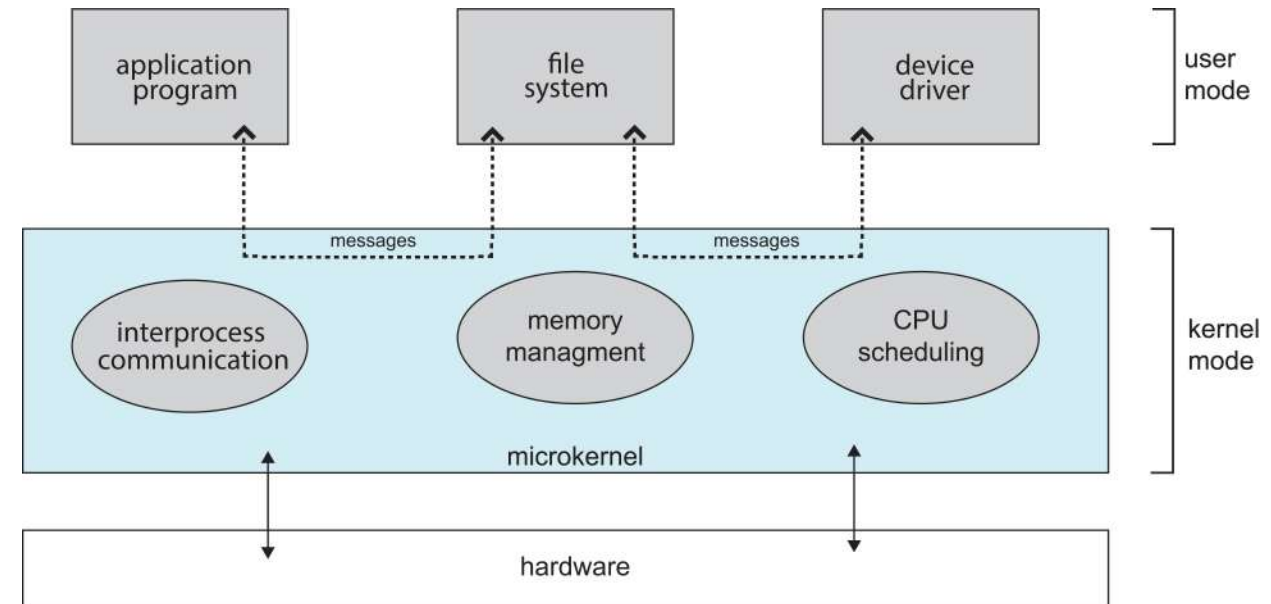 application
program
file
system
device
driver
user
mode
messages
messages
interprocess
communication
memory
managment
CPU
scheduling
kernel
mode
microkernel
hardware